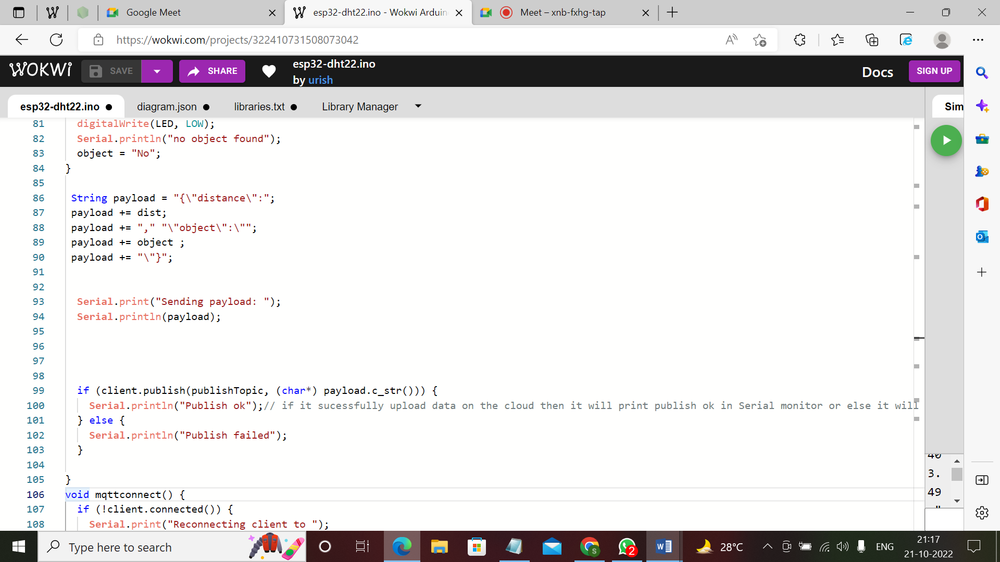 Google Meet
esp32-dht22.ino - Wokwi Arduin
Meet – xnb-fxhg-tap
https://wokwi.com/projects/322410731508073042
WOKWI
SAVE
SHARE
esp32-dht22.ino
by urish
Docs
SIGN UP
esp32-dht22.ino
diagram.json
libraries.txt
Library Manager
Sim
81 digitalWrite(LED, LOW);
82 Serial.println("no object found");
83 object = "No";
84 }
85
86 String payload = "{\"distance\":";
87 payload += dist;
88 payload += "," "\"object\":\"";
89 payload += object ;
90 payload += "\"}";
91
92
93 Serial.print("Sending payload: ");
94 Serial.println(payload);
95
96
97
98
99 if (client.publish(publishTopic, (char*) payload.c_str())) {
100 Serial.println("Publish ok");// if it sucessfully upload data on the cloud then it will print publish ok in Serial monitor or else it will
101 } else {
102 Serial.println("Publish failed");
103 }
104
105 }
106 void mqttconnect() {
107 if (!client.connected()) {
108 Serial.print("Reconnecting client to ");
40
3.
49
"
Type here to search
2
28°C
ENG
21:17
21-10-2022